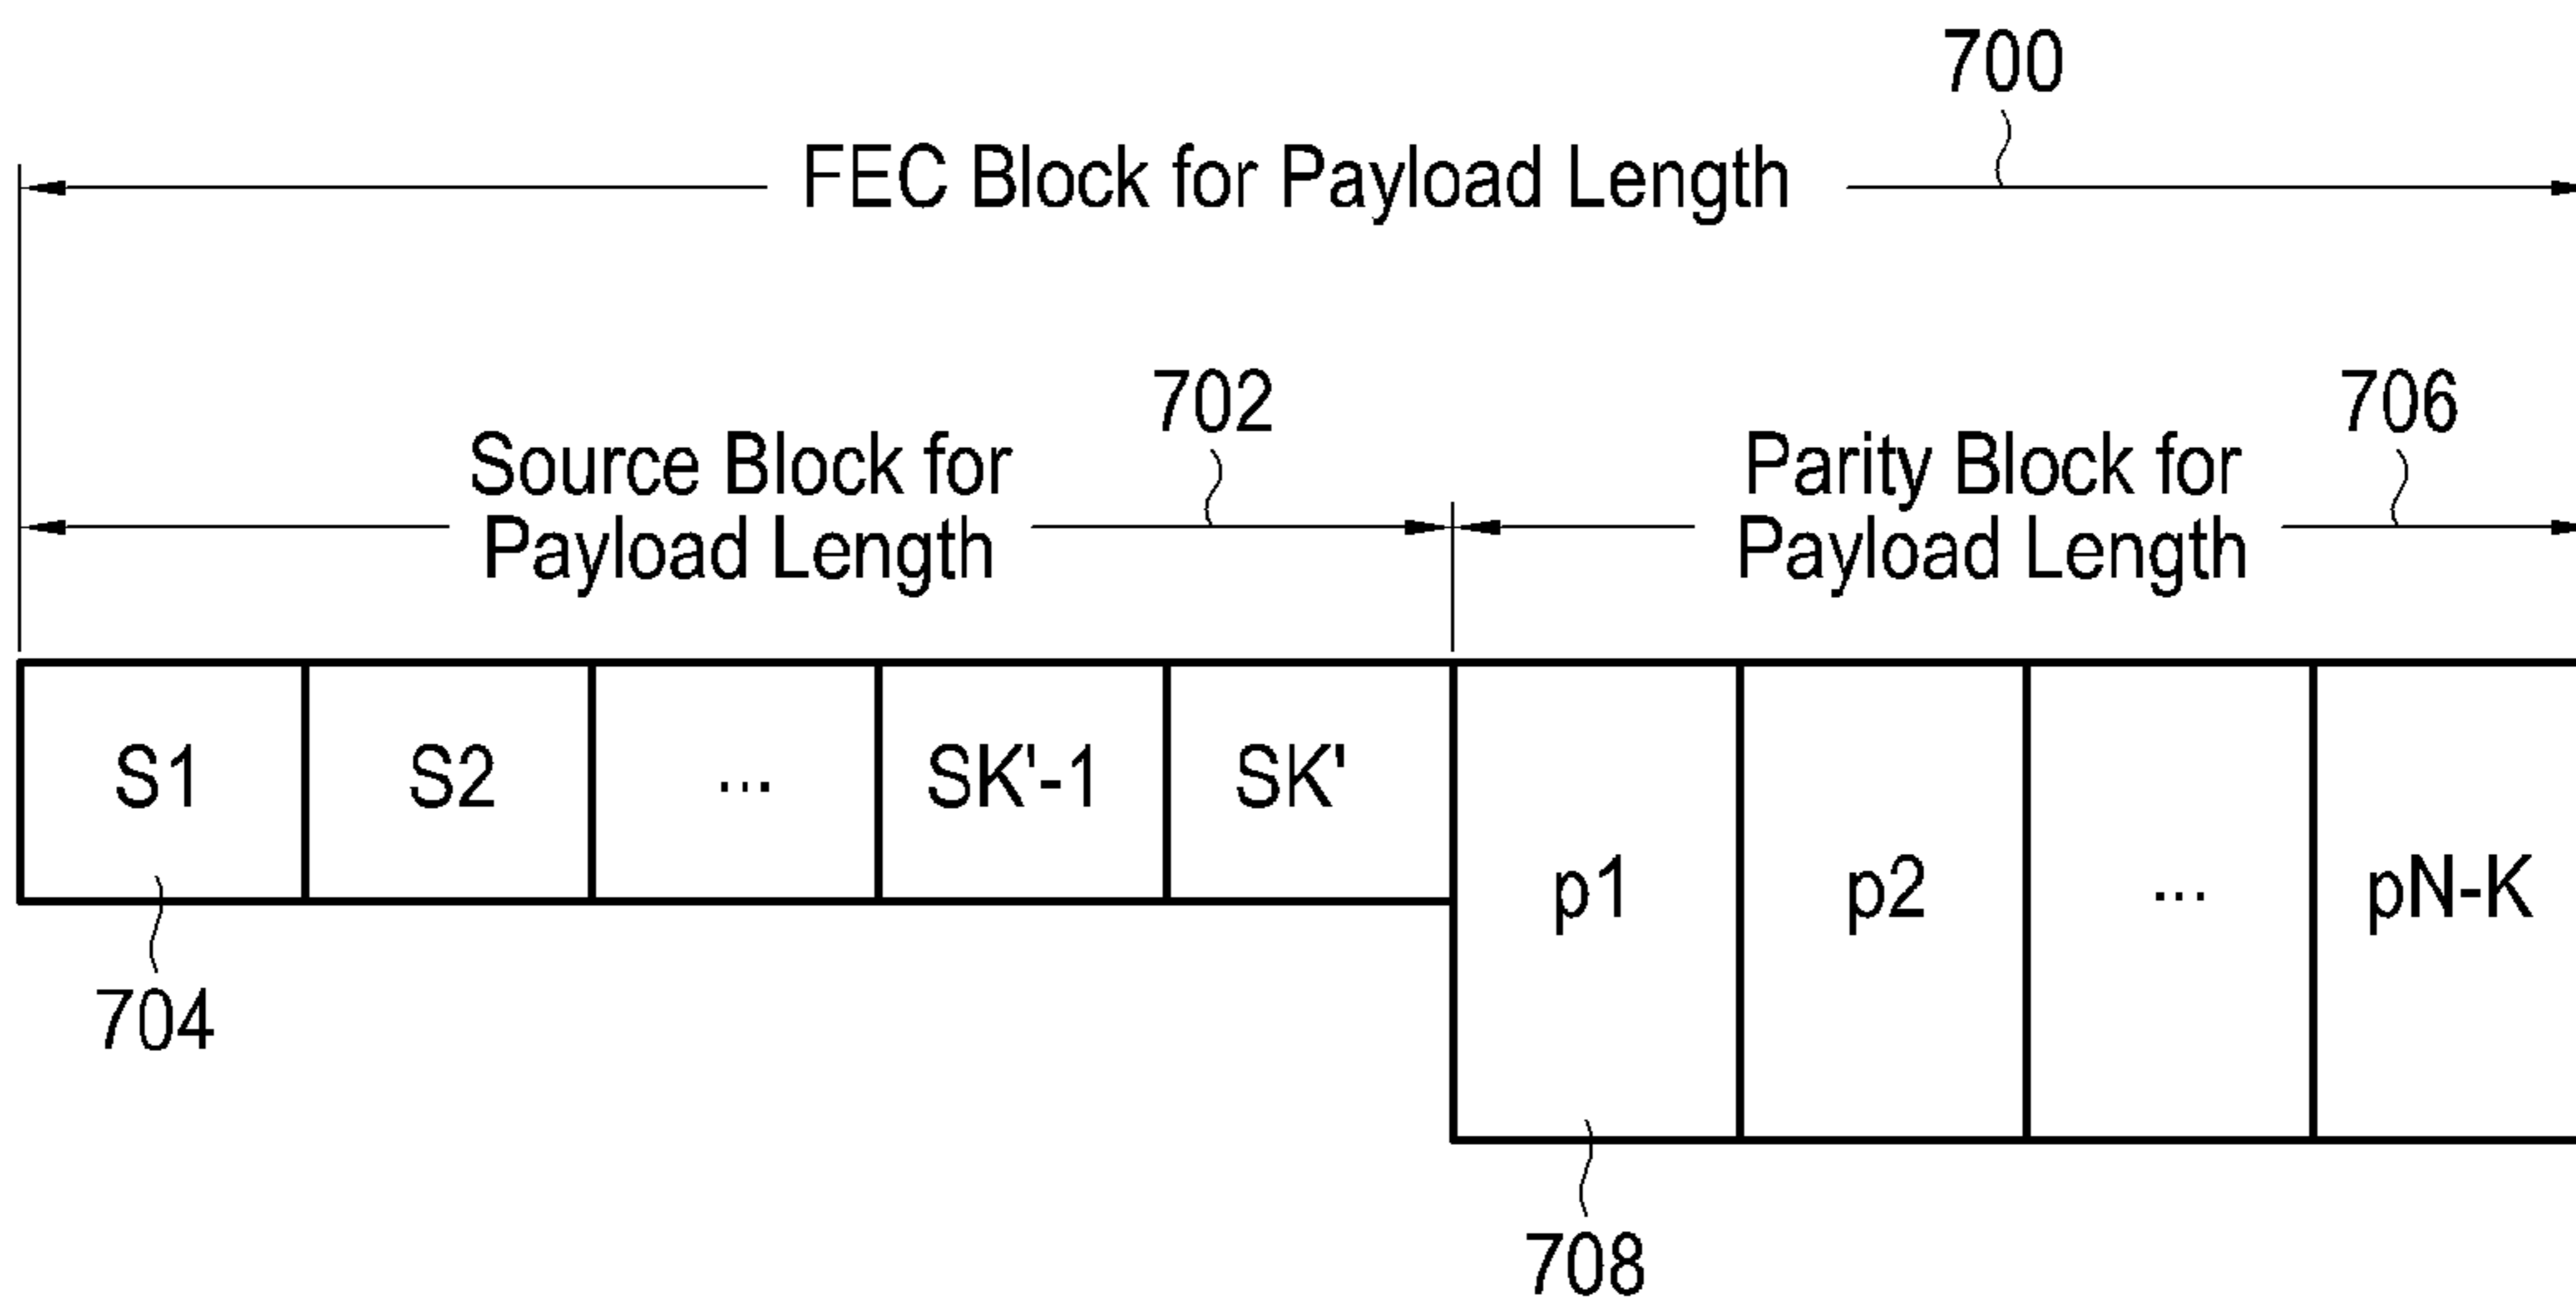 700
FEC Block for Payload Length
702
706
Source Block for
Payload Length
Parity Block for
Payload Length
S1
S2
...
SK'-1
SK'
p1
p2
...
pN-K
704
708